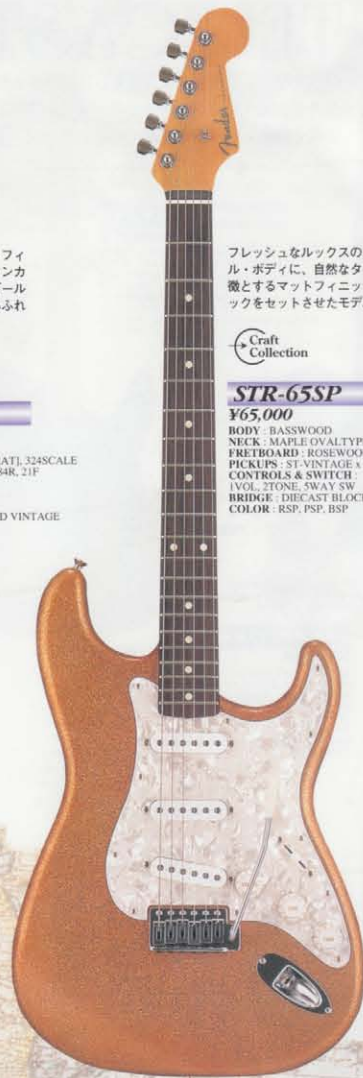 Fender
フィ
ンカ
ール
ふれ
AT], 324SCALE
84R, 21F
D VINTAGE
フレッシュなルックスの
ル・ボディに、自然なタ
徴とするマットフィニッ
ックをセットさせたモデ
Craft
Collection
STR-65SP
¥65,000
BODY : BASSWOOD
NECK : MAPLE OVALTYPE
FRETBOARD : ROSEWOO
PICKUPS : ST-VINTAGE x
CONTROLS & SWITCH :
1VOL, 2TONE, 5WAY SW
BRIDGE : DIECAST BLOC
COLOR : RSP, PSP, BSP